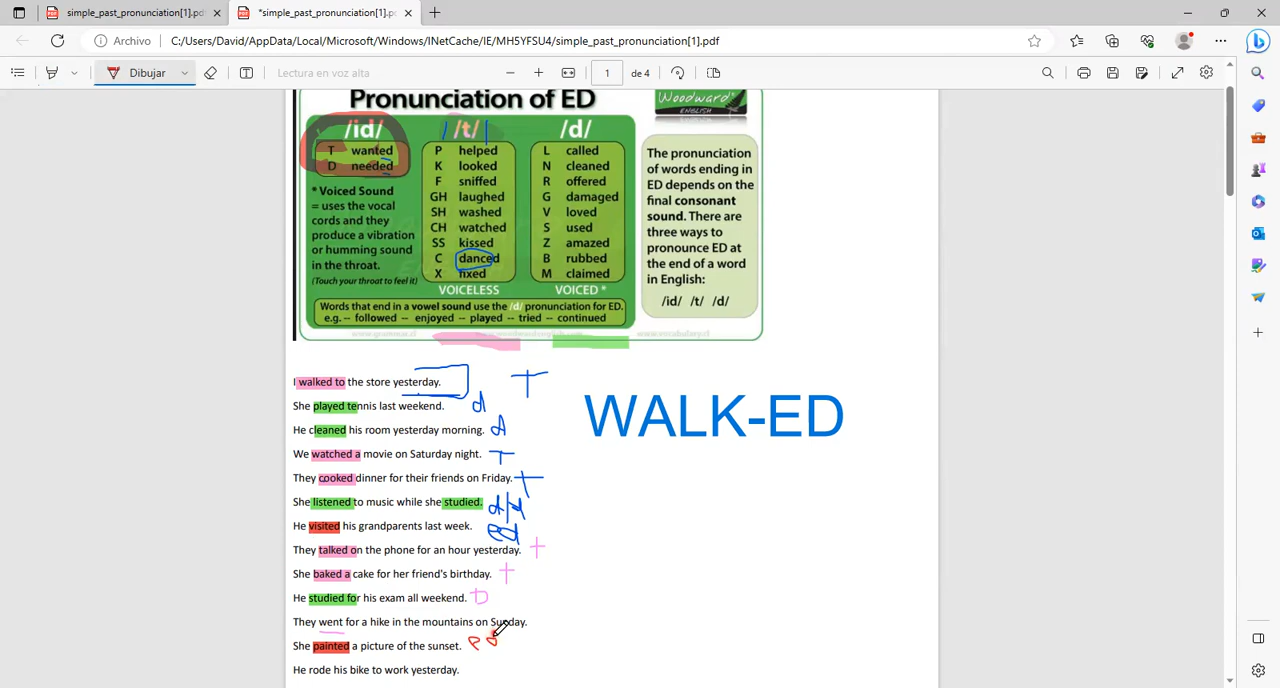 simple_past_pronunciation[1].pdf
*simple_past_pronunciation[1].pc
Archivo
C:/Users/David/AppData/Local/Microsoft/Windows/INetCache/IE/MH5YFSU4/simple_past_pronunciation[1].pdf
Dibujar
Lectura en voz alta
1 de 4
Pronunciation of ED
Woodward
ENGLISH
/id/ /t/ /d/
T wanted
D needed
* Voiced Sound
= uses the vocal
cords and they
produce a vibration
or humming sound
in the throat.
(Touch your throat to feel it)
P helped
K looked
F sniffed
GH laughed
SH washed
CH watched
SS kissed
C danced
X fixed
VOICELESS
L called
N cleaned
R offered
G damaged
V loved
S used
Z amazed
B rubbed
M claimed
VOICED *
Words that end in a vowel sound use the /d/ pronunciation for ED.
e.g. -- followed -- enjoyed -- played -- tried -- continued
The pronunciation
of words ending in
ED depends on the
final consonant
sound. There are
three ways to
pronounce ED at
the end of a word
in English:
/id/ /t/ /d/
www.vocabulary.cl
I walked to the store yesterday. T
She played tennis last weekend. d
He cleaned his room yesterday morning. d
We watched a movie on Saturday night. T
They cooked dinner for their friends on Friday. t
She listened to music while she studied. d/d
He visited his grandparents last week. ed
They talked on the phone for an hour yesterday. t
She baked a cake for her friend's birthday. t
He studied for his exam all weekend. D
They went for a hike in the mountains on Sunday.
She painted a picture of the sunset.
He rode his bike to work yesterday.
WALK-ED